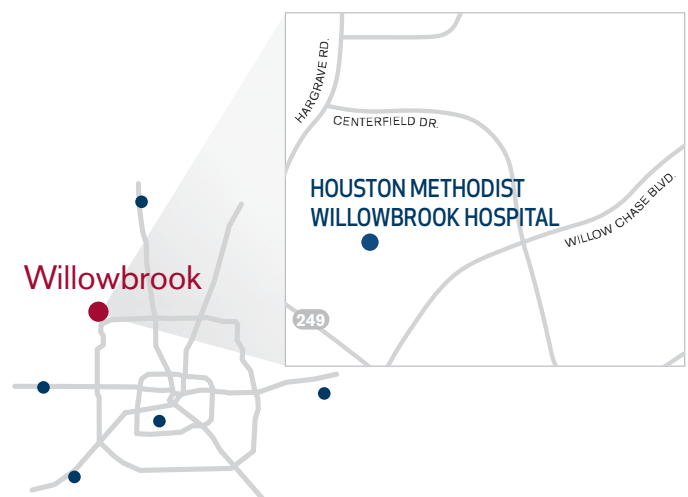 HARGRAVE RD.
CENTERFIELD DR.
HOUSTON METHODIST
WILLOWBROOK HOSPITAL
WILLOW CHASE BLVD.
Willowbrook
249